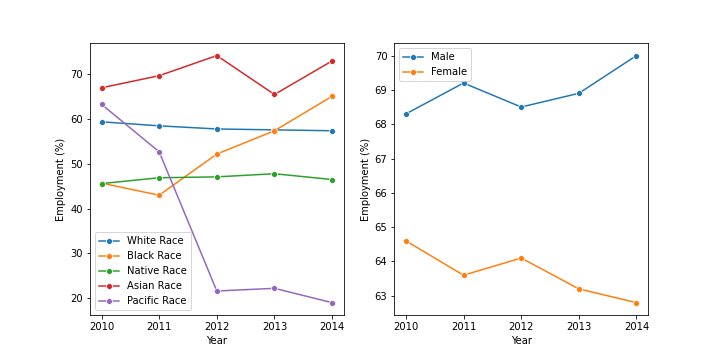 70
60
50
40
30
20
Employment (%)
White Race
Black Race
Native Race
Asian Race
Pacific Race
2010 2011 2012 2013 2014
Year
70
69
68
67
66
65
64
63
Employment (%)
Male
Female
2010 2011 2012 2013 2014
Year